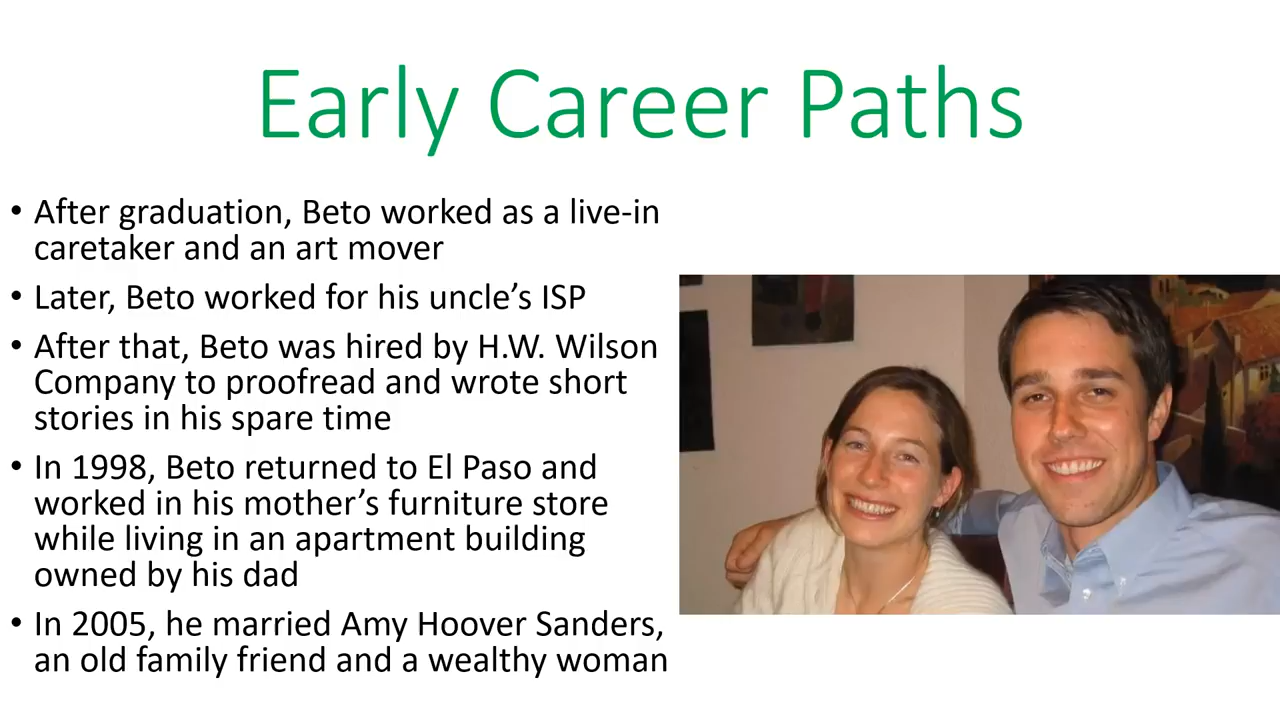 Early Career Paths
• After graduation, Beto worked as a live-in
caretaker and an art mover
• Later, Beto worked for his uncle’s ISP
• After that, Beto was hired by H.W. Wilson
Company to proofread and wrote short
stories in his spare time
• In 1998, Beto returned to El Paso and
worked in his mother’s furniture store
while living in an apartment building
owned by his dad
• In 2005, he married Amy Hoover Sanders,
an old family friend and a wealthy woman